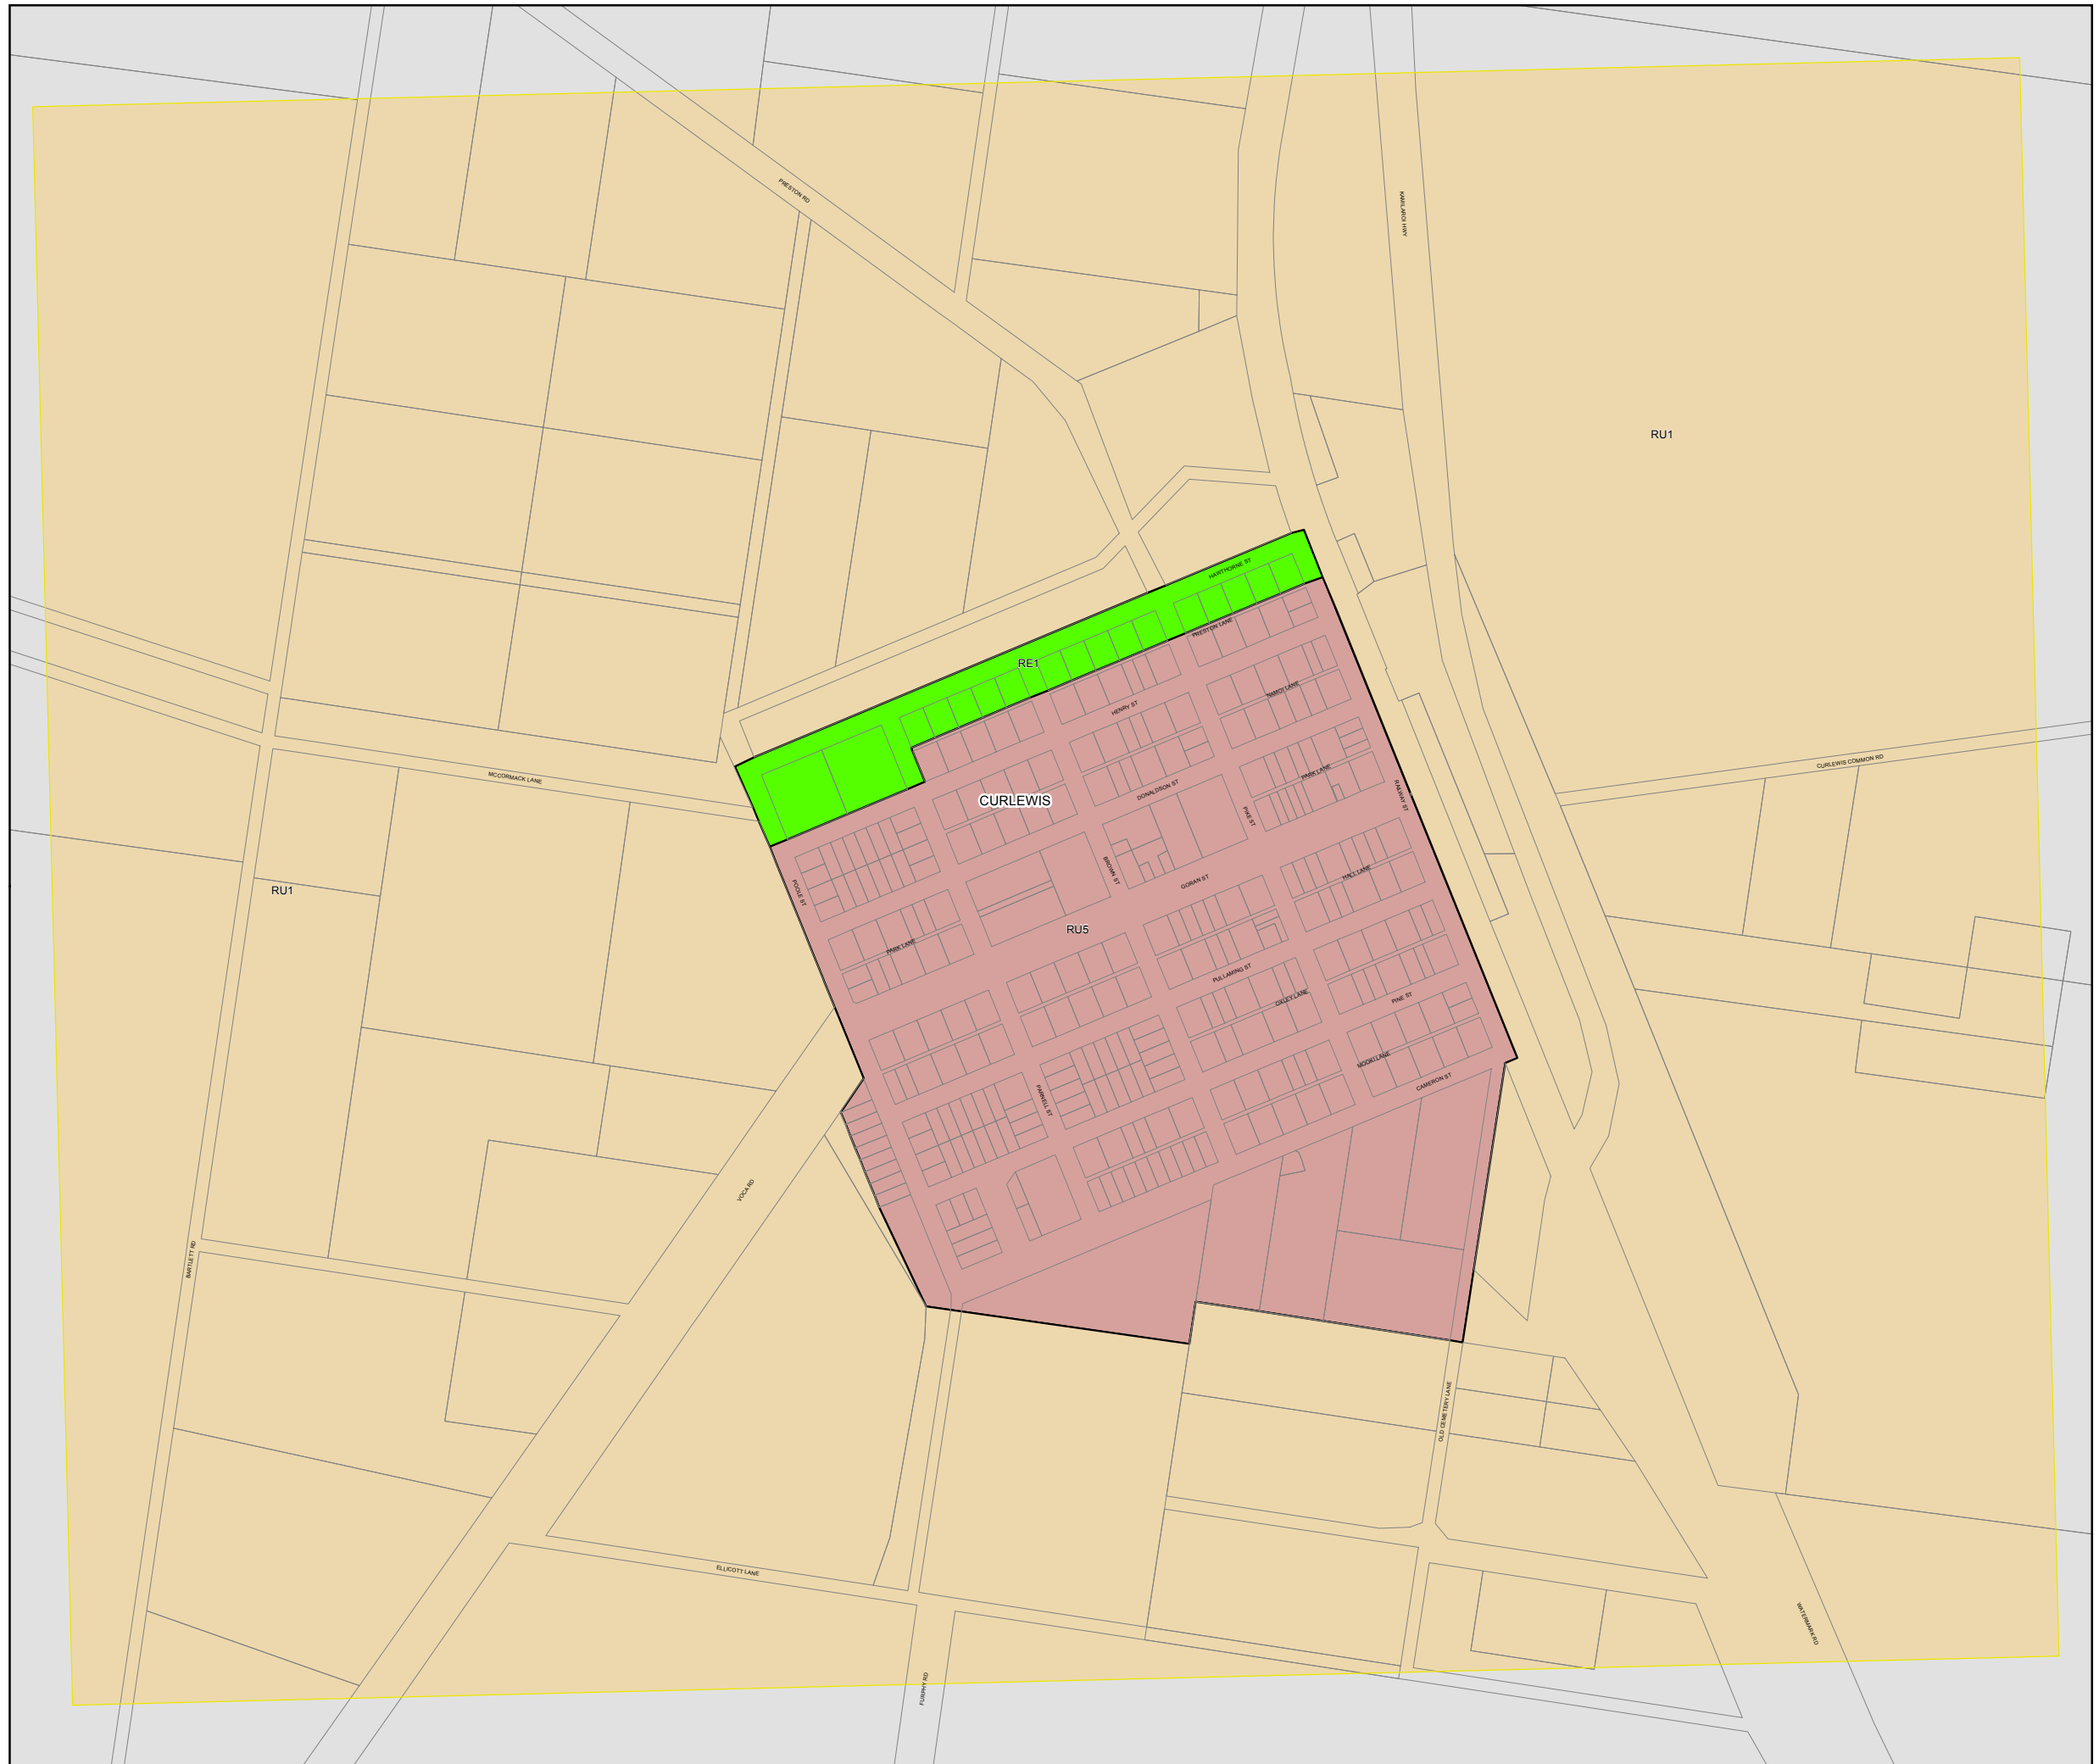 PRESTON RD
KAMILAROI HWY
RU1
HAWTHORNE ST
PRESTON LANE
RE1
NAMOI LANE
HENRY ST
CURLEWIS COMMON RD
MCCORMACK LANE
PARK LANE
DONALDSON ST
RAILWAY ST
CURLEWIS
PIKE ST
BROWN ST
HALL LANE
GORAN ST
RU1
POOLE ST
RU5
PARK LANE
PULLAMING ST
OXLEY LANE
PINE ST
MOOKI LANE
CAMERON ST
PARNELL ST
VOCA RD
BARTLETT RD
OLD CEMETERY LANE
ELLICOTT LANE
WATERMARK RD
FURPHY RD